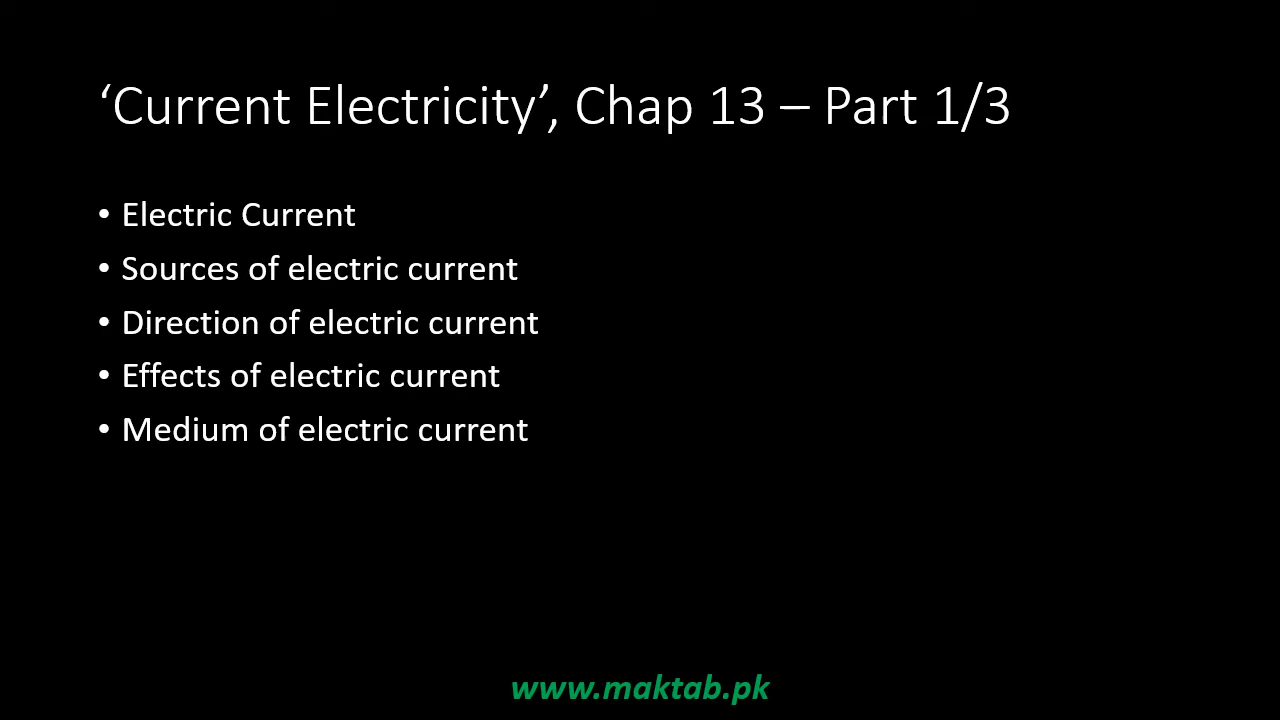 ‘Current Electricity’, Chap 13 – Part 1/3
• Electric Current
• Sources of electric current
• Direction of electric current
• Effects of electric current
• Medium of electric current
www.maktab.pk